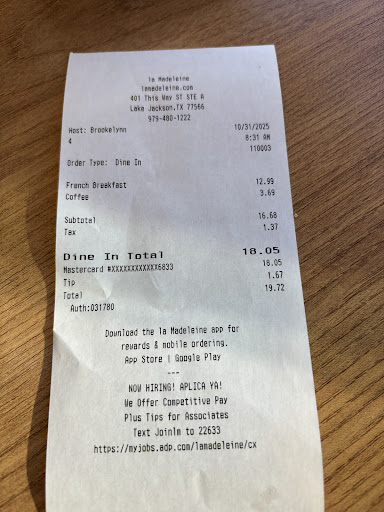 la Madeleine
lamadeleine.com
401 This Way ST STE A
Lake Jackson,TX 77566
979-480-1222
Host: Brookelynn 10/31/2025
4 8:31 AM
110003
Order Type: Dine In
French Breakfast 12.99
Coffee 3.69
Subtotal 16.68
Tax 1.37
Dine In Total 18.05
Mastercard #XXXXXXXXXXXX6833 18.05
Tip 1.67
Total 19.72
Auth:031780
Download the la Madeleine app for
rewards & mobile ordering.
App Store | Google Play
---
NOW HIRING! APLICA YA!
We Offer Competitive Pay
Plus Tips for Associates
Text Joinlm to 22633
https://myjobs.adp.com/lamadeleine/cx